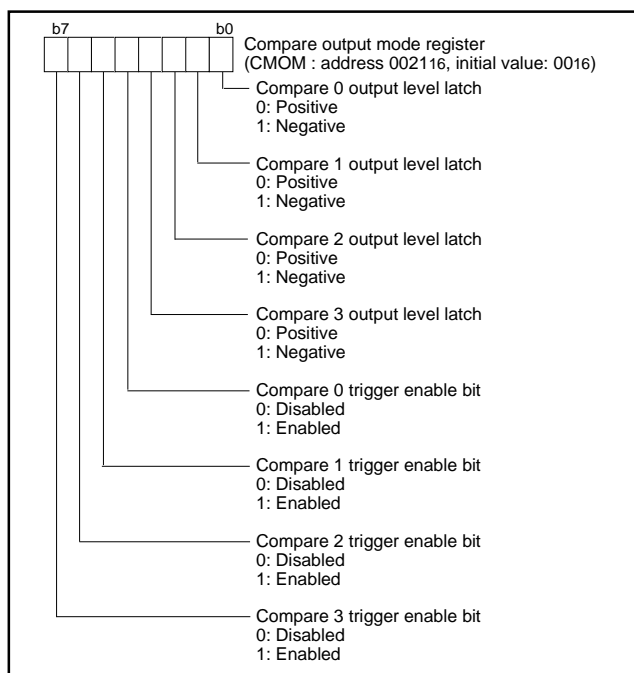 b7 b0
Compare output mode register
(CMOM : address 002116, initial value: 0016)
Compare 0 output level latch
0: Positive
1: Negative
Compare 1 output level latch
0: Positive
1: Negative
Compare 2 output level latch
0: Positive
1: Negative
Compare 3 output level latch
0: Positive
1: Negative
Compare 0 trigger enable bit
0: Disabled
1: Enabled
Compare 1 trigger enable bit
0: Disabled
1: Enabled
Compare 2 trigger enable bit
0: Disabled
1: Enabled
Compare 3 trigger enable bit
0: Disabled
1: Enabled